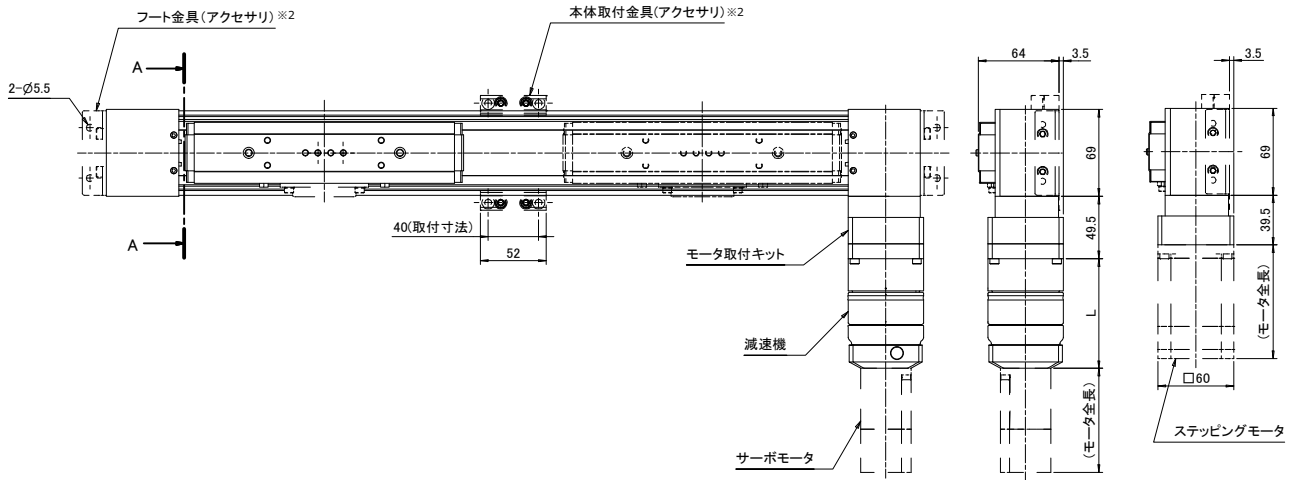 フート金具(アクセサリ)※2
本体取付金具(アクセサリ)※2
A
2-Ø5.5
A
40(取付寸法)
52
モータ取付キット
減速機
サーボモータ
64
3.5
69
49.5
L
(モータ全長)
3.5
69
39.5
(モータ全長)
□60
ステッピングモータ